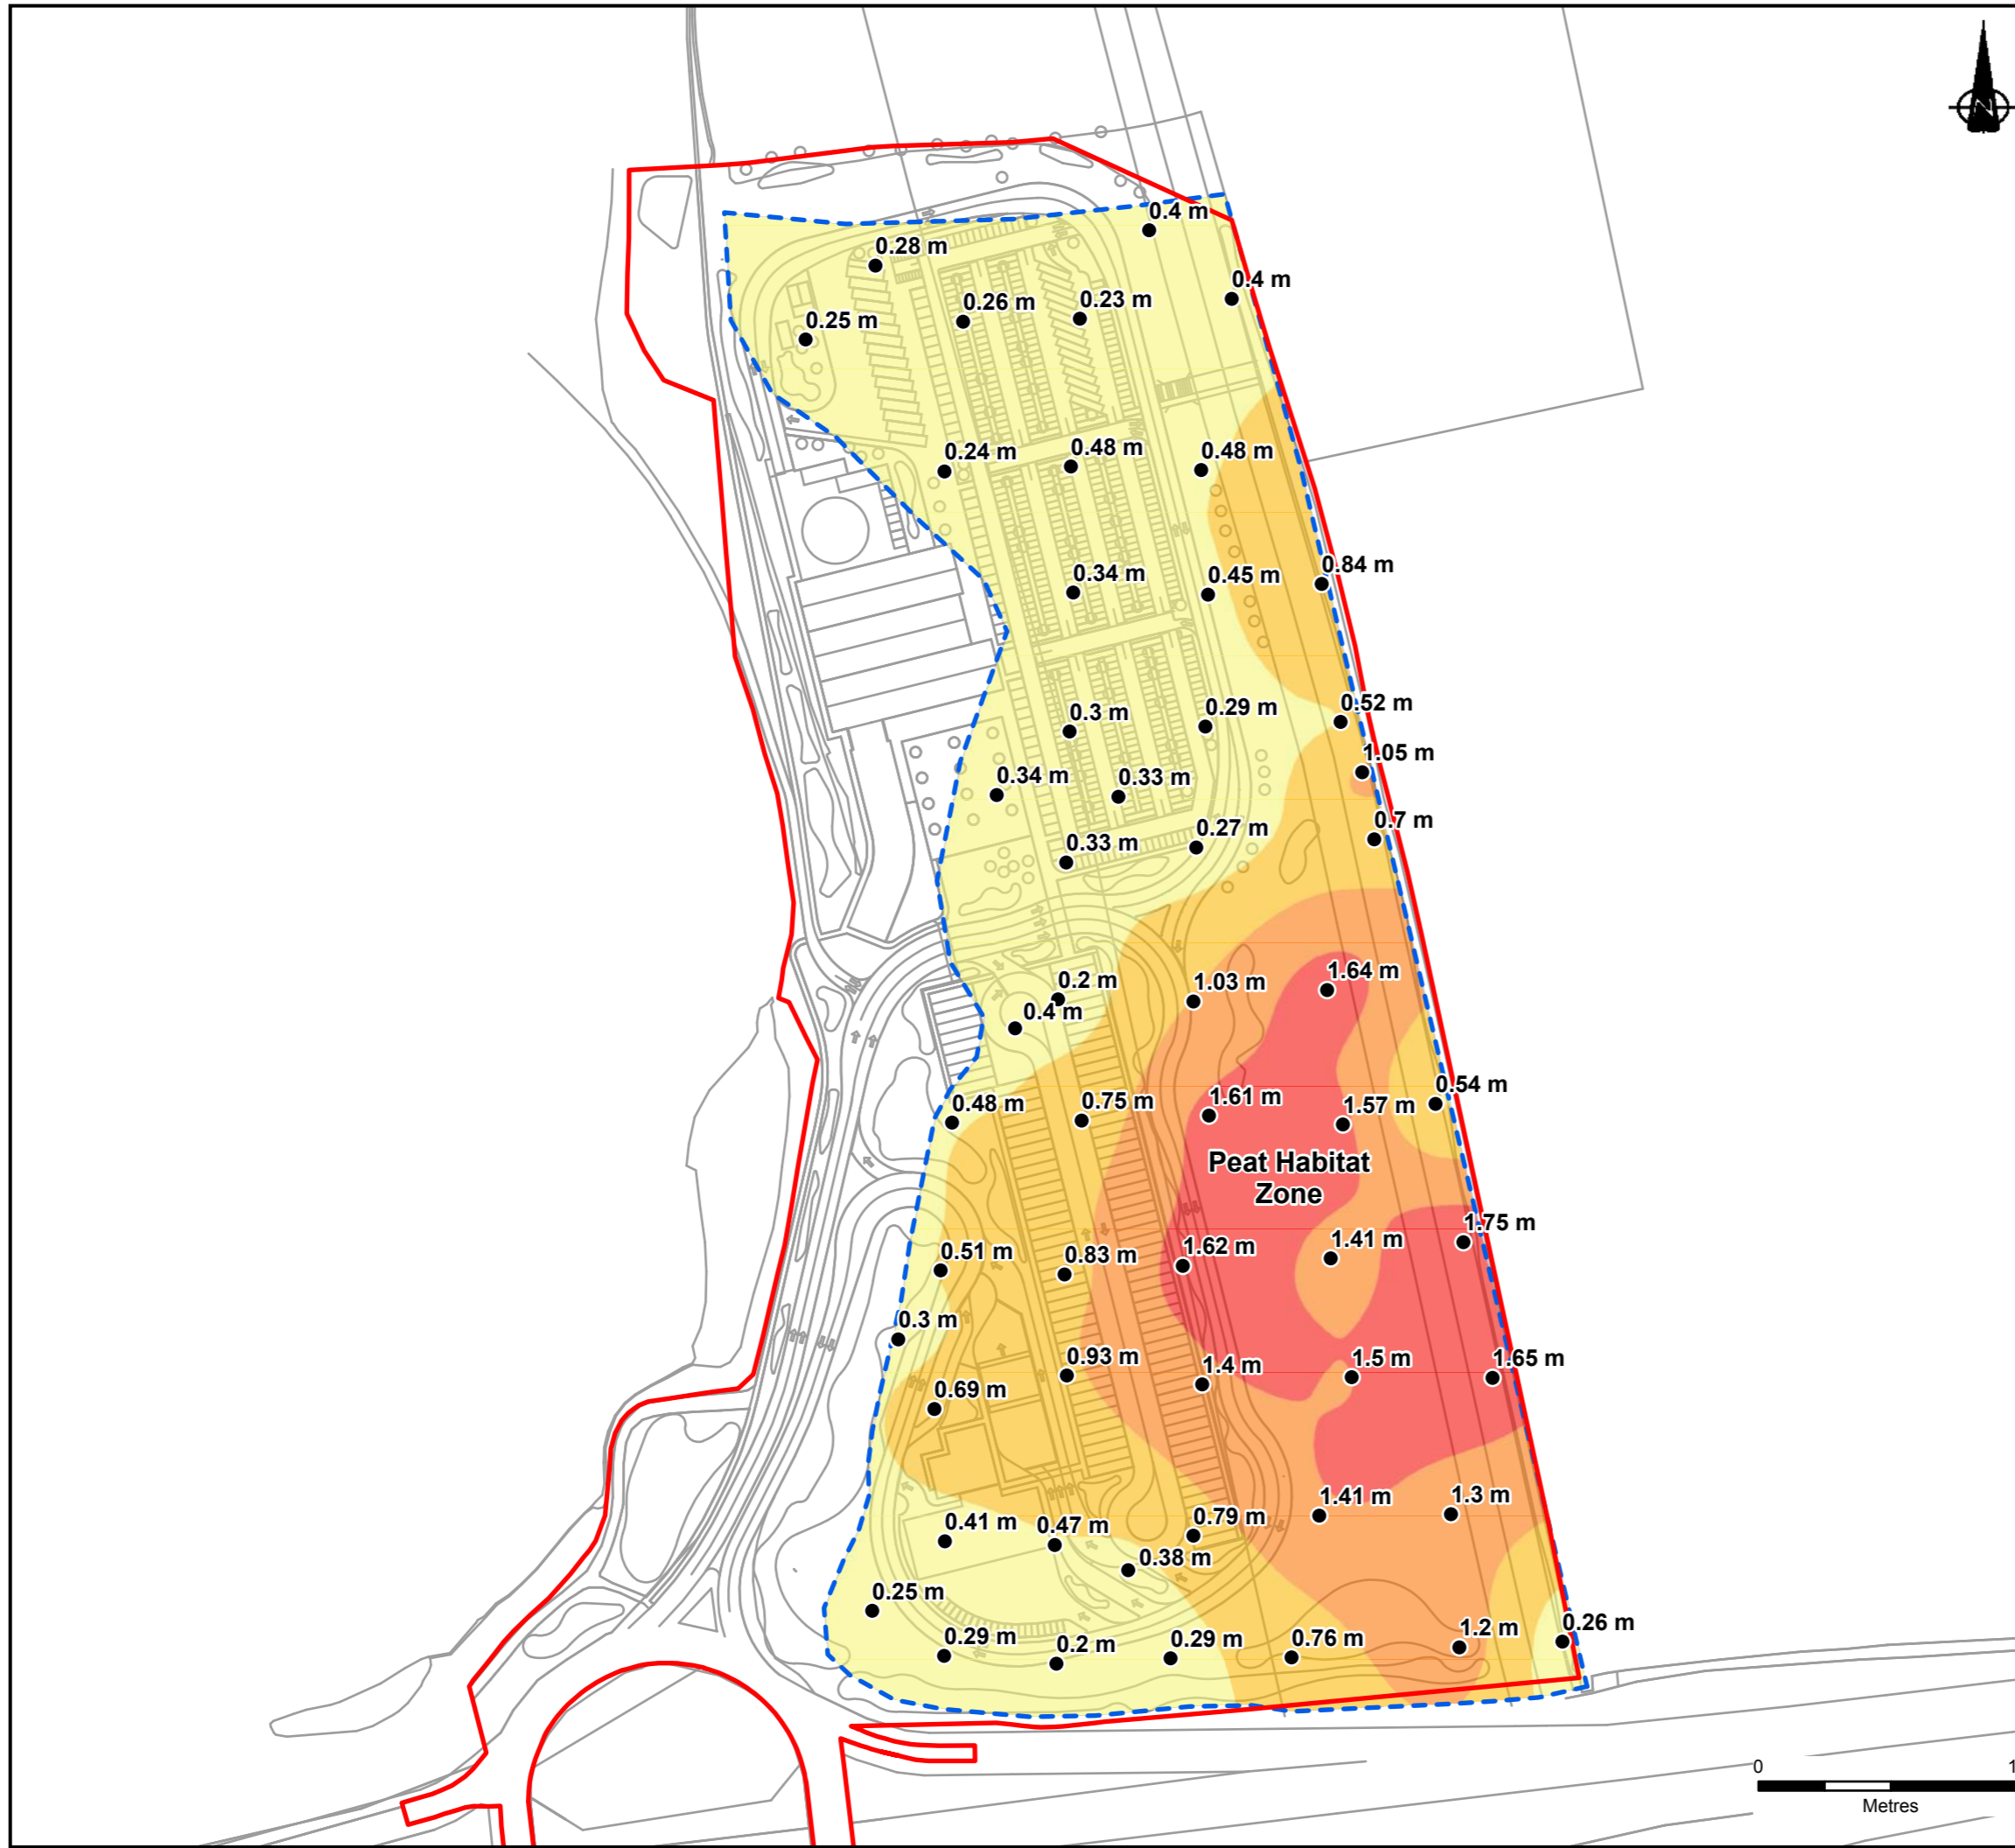 N
0.4 m
0.28 m
0.4 m
0.26 m
0.23 m
0.25 m
0.24 m
0.48 m
0.48 m
0.84 m
0.34 m
0.45 m
0.52 m
0.3 m
0.29 m
1.05 m
0.34 m
0.33 m
0.7 m
0.33 m
0.27 m
1.64 m
0.2 m
1.03 m
0.4 m
0.54 m
0.48 m
0.75 m
1.61 m
1.57 m
Peat Habitat
Zone
1.75 m
0.51 m
0.83 m
1.62 m
1.41 m
0.3 m
0.93 m
1.4 m
1.5 m
1.65 m
0.69 m
1.41 m
1.3 m
0.41 m
0.47 m
0.79 m
0.38 m
0.25 m
0.29 m
0.2 m
0.29 m
0.76 m
1.2 m
0.26 m
0
Metres